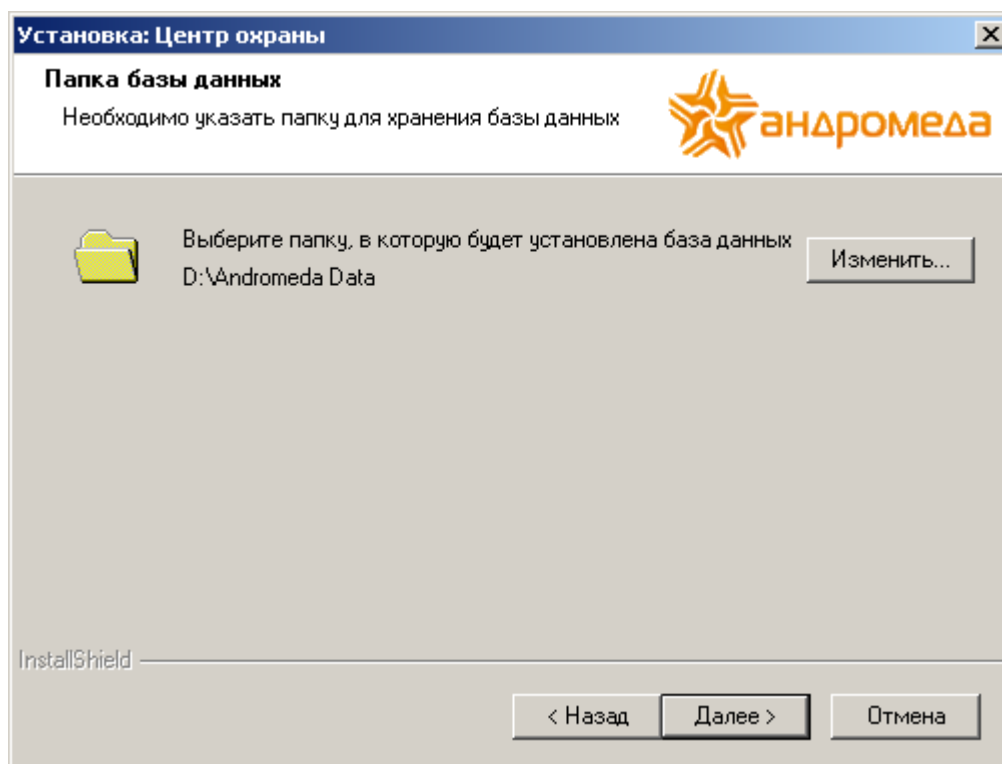 Установка: Центр охраны
Папка базы данных
Необходимо указать папку для хранения базы данных
андромеда
Выберите папку, в которую будет установлена база данных
D:\Andromeda Data
Изменить...
InstallShield
< Назад
Далее >
Отмена